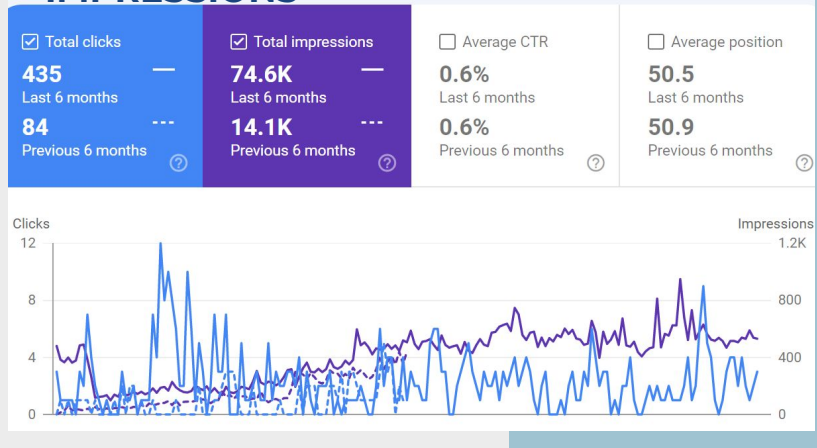 IMPRESSIONS
Total clicks
435
Last 6 months
84
Previous 6 months
Total impressions
74.6K
Last 6 months
14.1K
Previous 6 months
Average CTR
0.6%
Last 6 months
0.6%
Previous 6 months
Average position
50.5
Last 6 months
50.9
Previous 6 months
Clicks
Impressions
12
1.2K
8
800
4
400
0
0